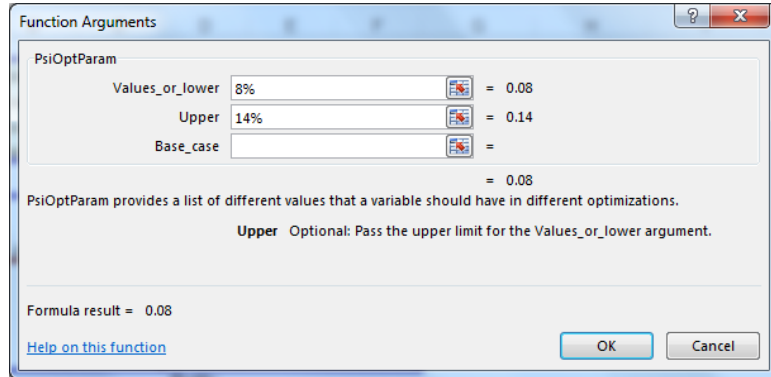 Function Arguments
PsiOptParam
Values_or_lower 8% = 0.08
Upper 14% = 0.14
Base_case =
= 0.08
PsiOptParam provides a list of different values that a variable should have in different optimizations.
Upper Optional: Pass the upper limit for the Values_or_lower argument.
Formula result = 0.08
Help on this function OK Cancel